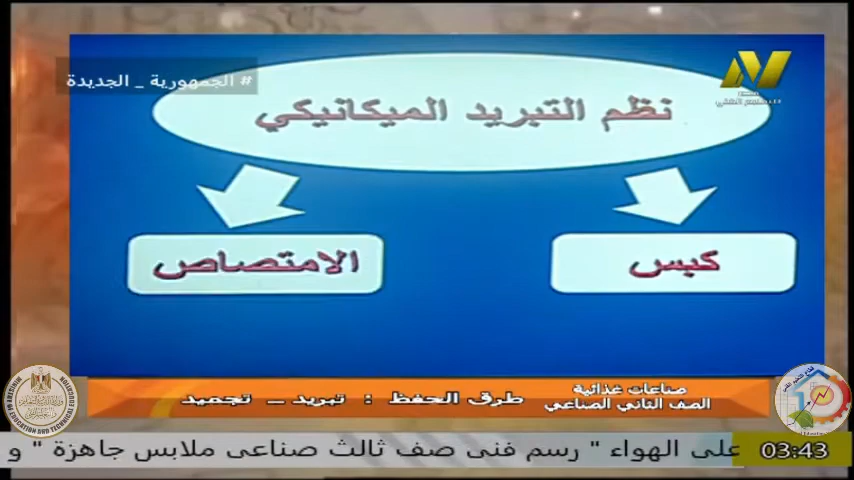 # الجمهورية _ الجديدة
نظم التبريد الميكانيكي
كبس
الامتصاص
صناعات غذائية
الصف الثاني الصناعي
طرق الحفظ : تبريد _ تجميد
على الهواء " رسم فنى صف ثالث صناعى ملابس جاهزة " و
03:43